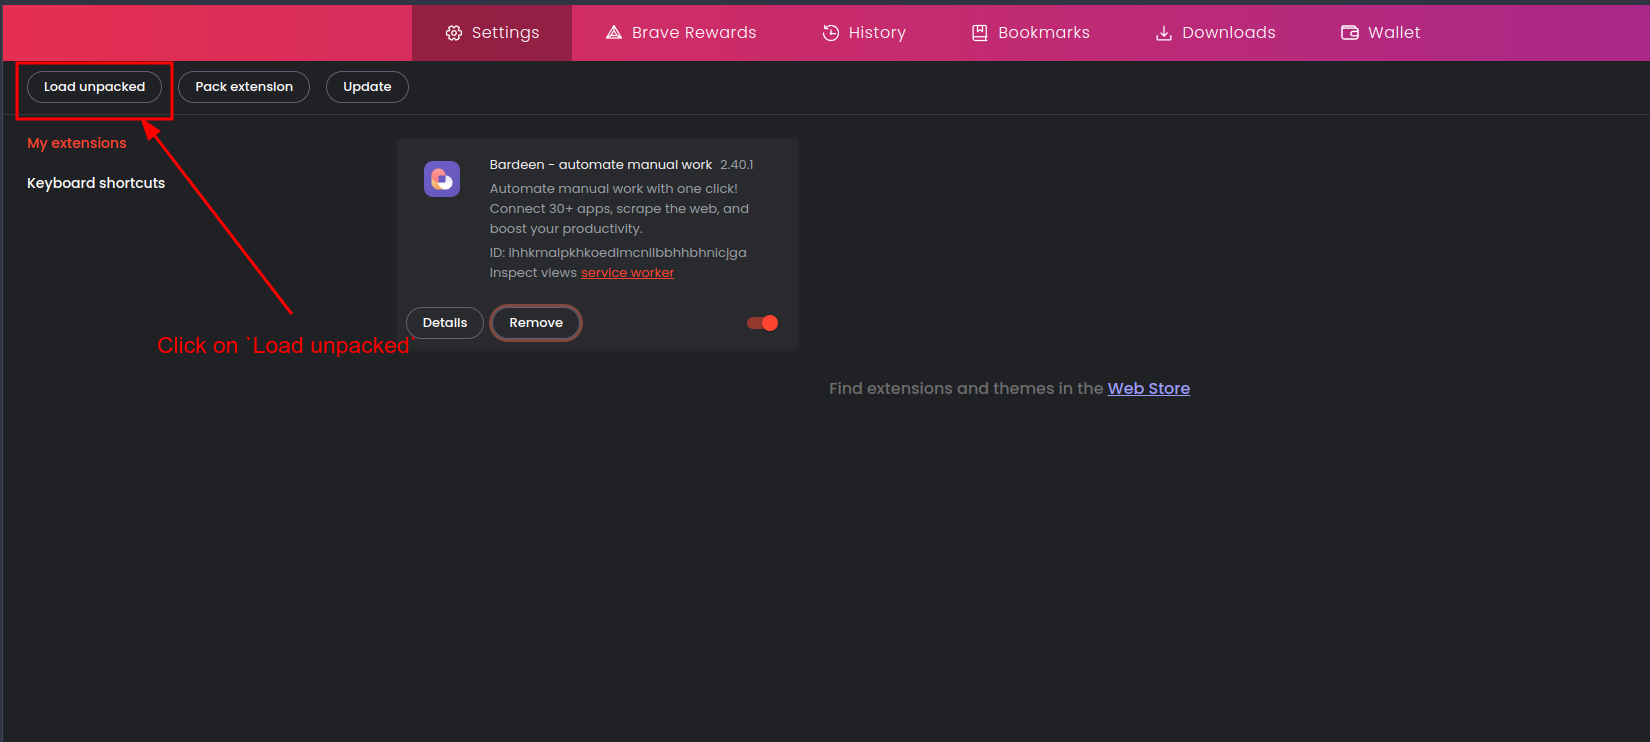 Settings
Brave Rewards
History
Bookmarks
Downloads
Wallet
Load unpacked
Pack extension
Update
My extensions
Keyboard shortcuts
Bardeen - automate manual work 2.40.1
Automate manual work with one click!
Connect 30+ apps, scrape the web, and
boost your productivity.
ID: ihhkmalpkhkoedlmcnilbbhhbhnicjga
Inspect views service worker
Details
Remove
Click on `Load unpacked`
Find extensions and themes in the Web Store